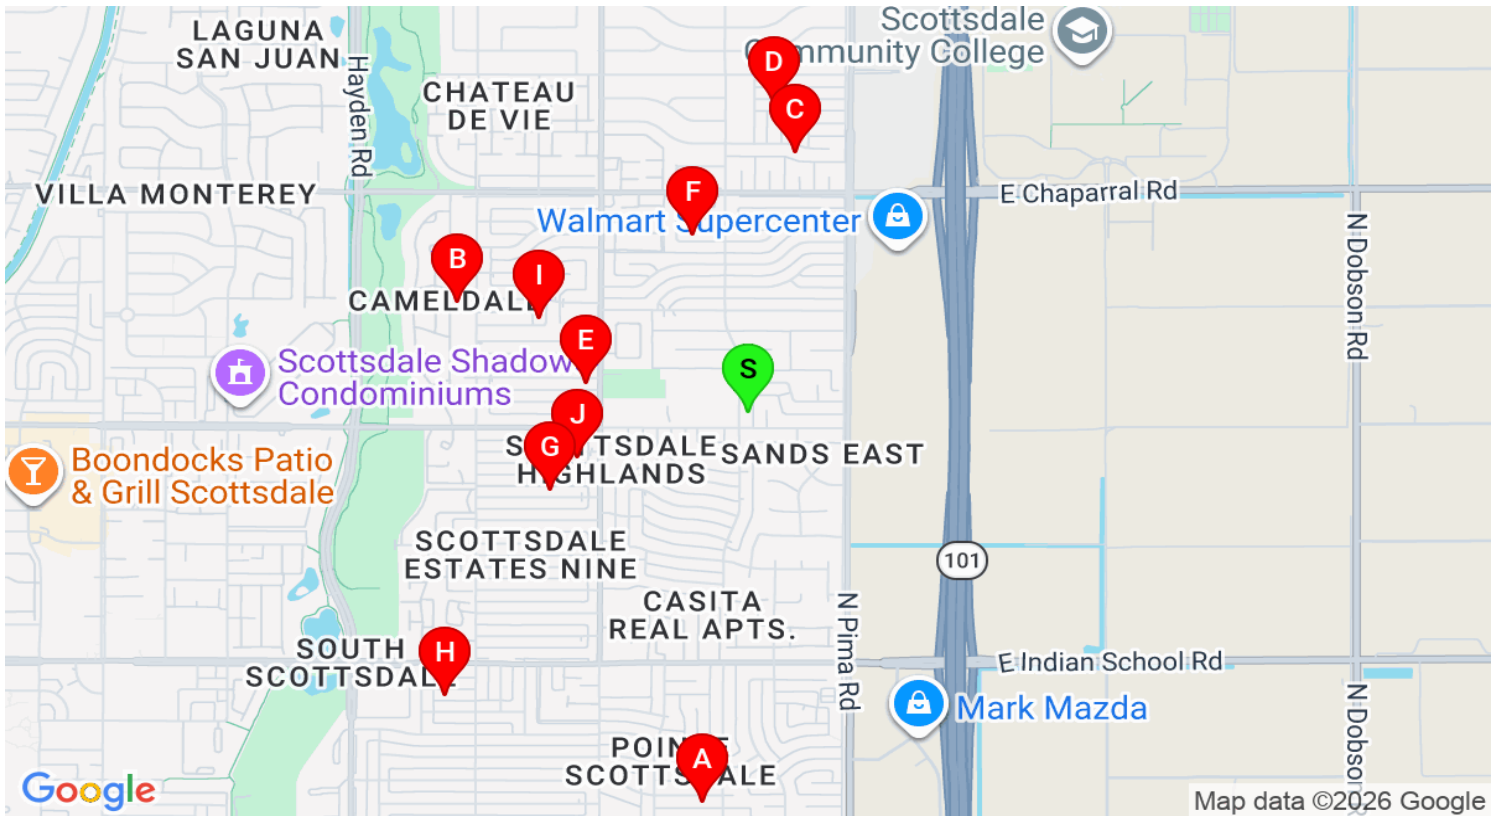 LAGUNA
SAN JUAN
Hayden Rd
CHATEAU
DE VIE
Scottsdale
mmunity College
D
C
VILLA MONTEREY
F
E Chaparral Rd
Walmart Supercenter
B
I
CAMELDALE
N Dobson Rd
E
Scottsdale Shadow
Condominiums
S
J
G
SCOTTSDALE
HIGHLANDS
SANDS EAST
Boondocks Patio
& Grill Scottsdale
SCOTTSDALE
ESTATES NINE
101
CASITA
REAL APTS.
N Pima Rd
SOUTH
SCOTTSDALE
H
E Indian School Rd
Mark Mazda
N Dobson
POINTE
SCOTTSDALE
A
Google
Map data ©2026 Google